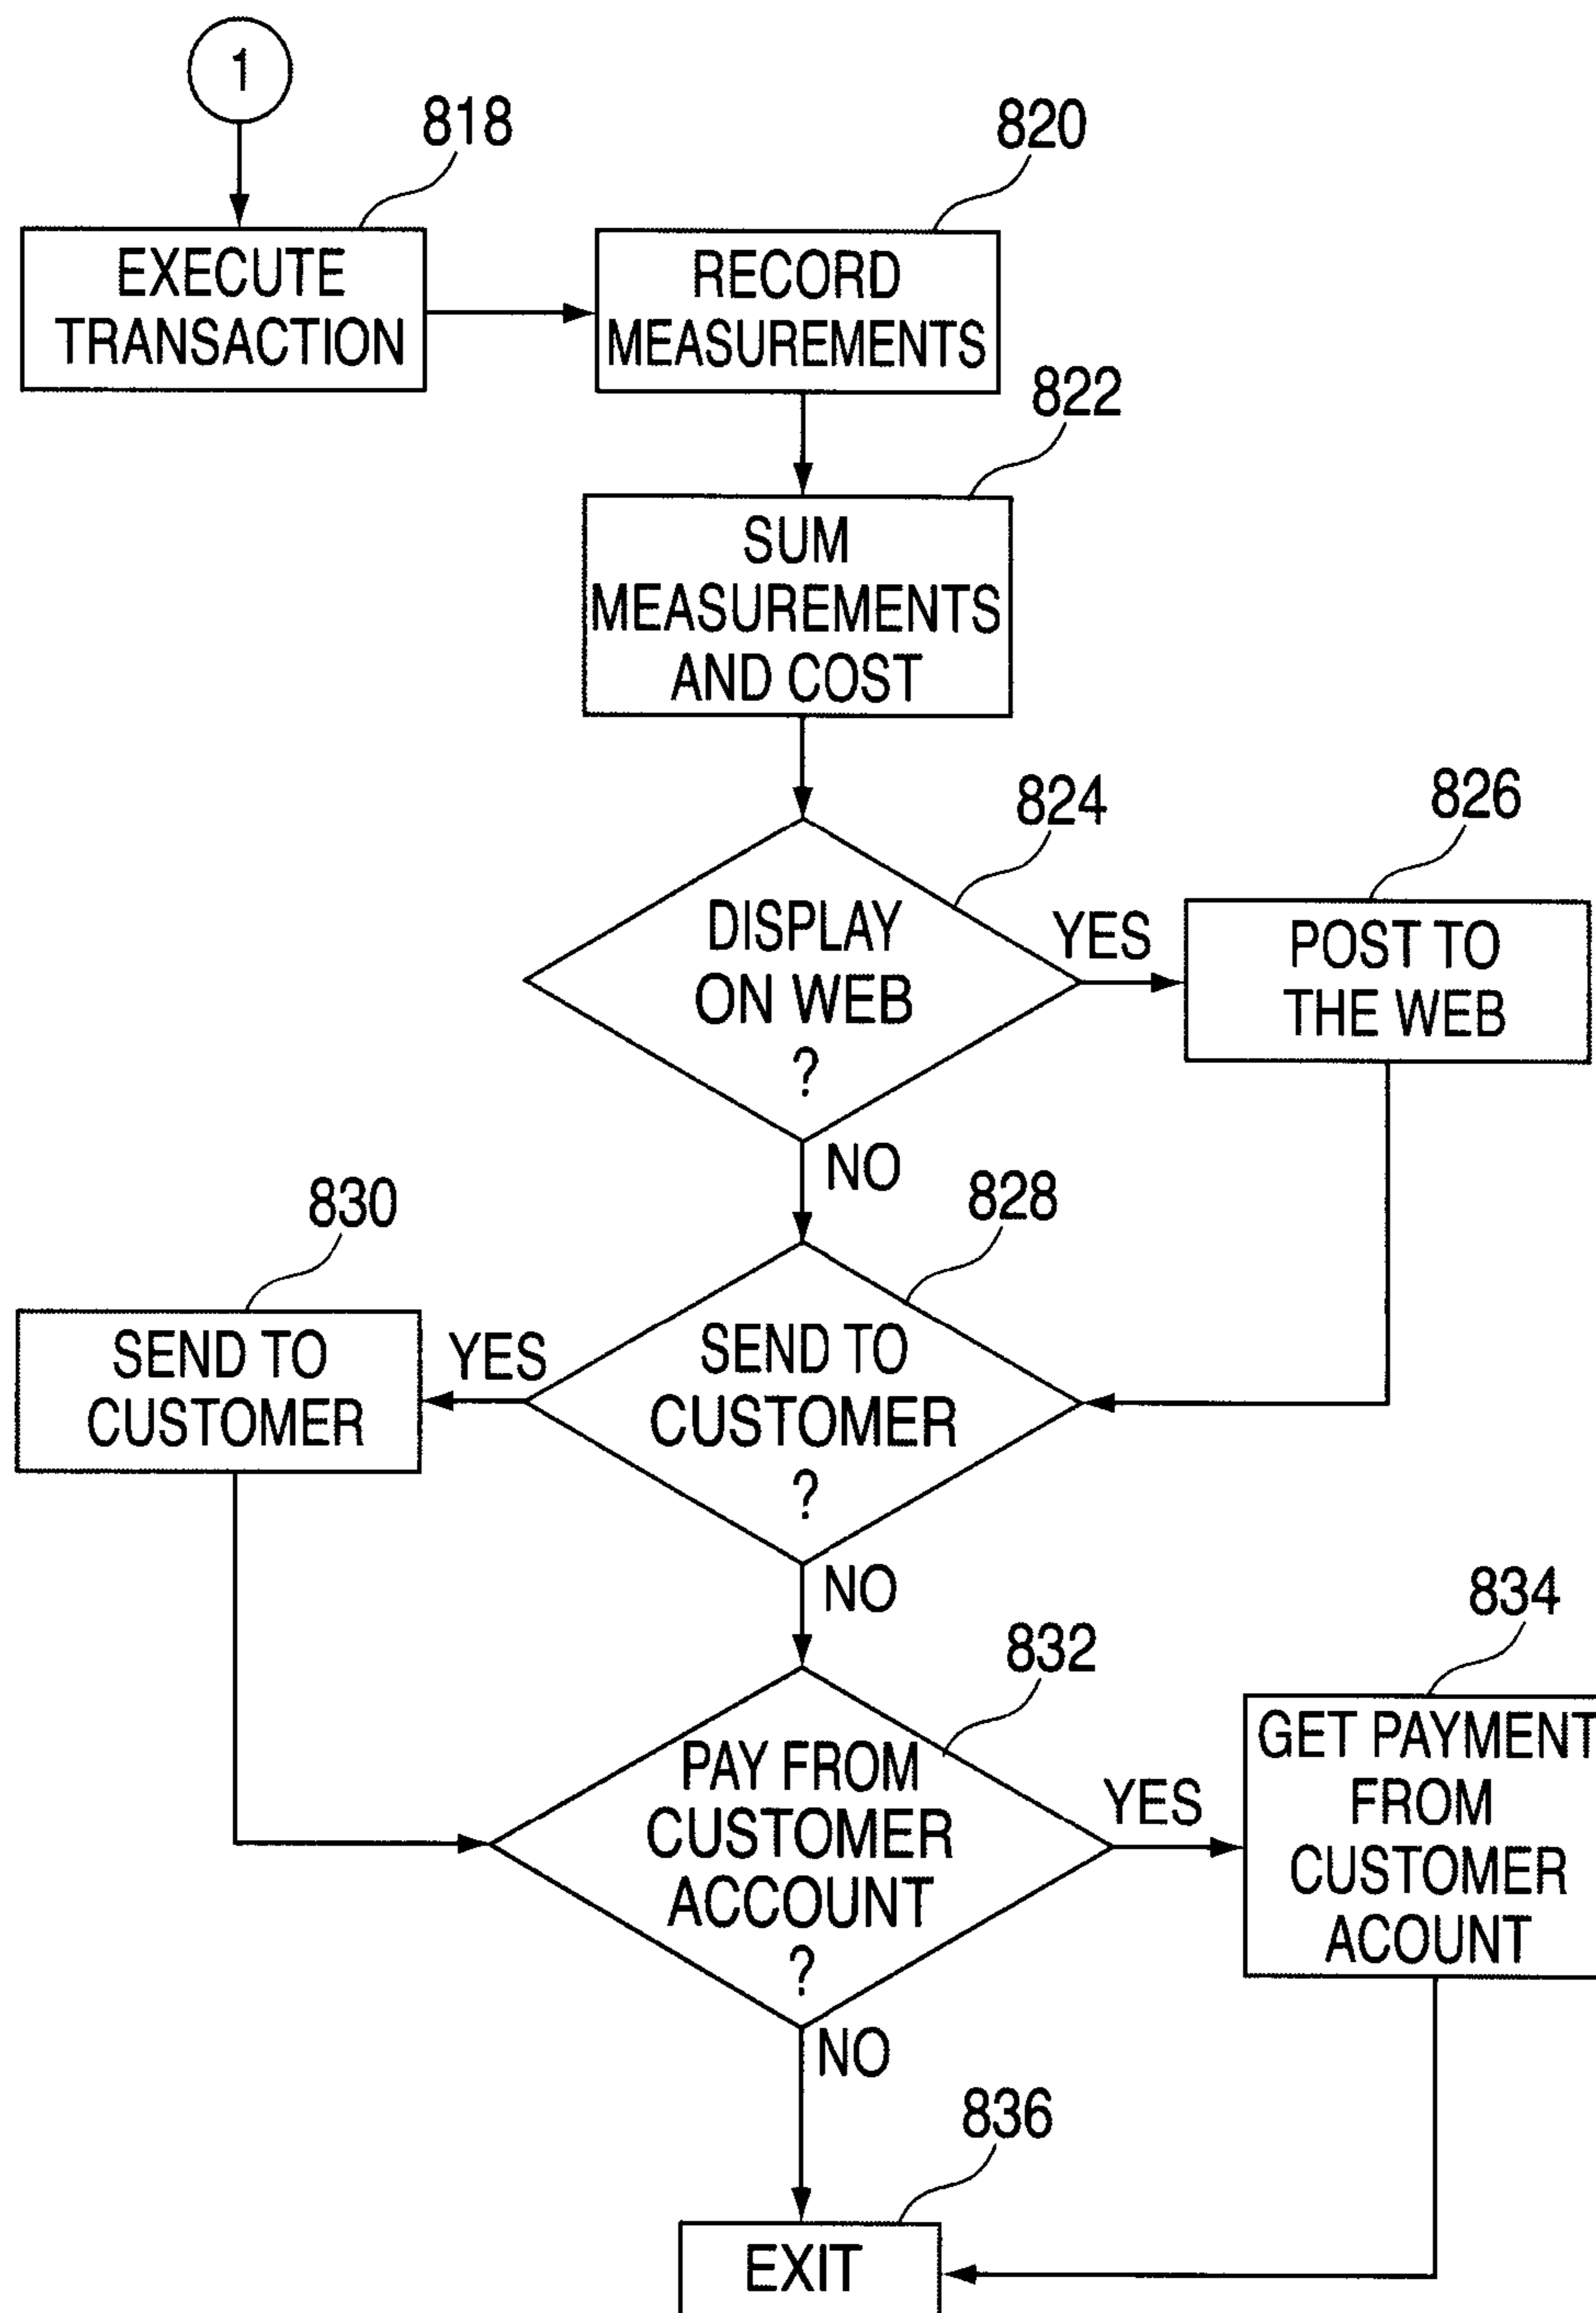 1
818
EXECUTE
TRANSACTION
820
RECORD
MEASUREMENTS
822
SUM
MEASUREMENTS
AND COST
824
DISPLAY
ON WEB
?
YES
826
POST TO
THE WEB
NO
828
SEND TO
CUSTOMER
?
YES
830
SEND TO
CUSTOMER
NO
832
PAY FROM
CUSTOMER
ACCOUNT
?
YES
834
GET PAYMENT
FROM
CUSTOMER
ACOUNT
NO
836
EXIT